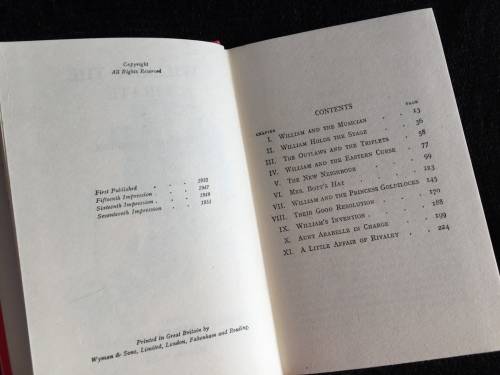 Copyright
All Rights Reserved
First Published . . . 1932
Fifteenth Impression . . 1947
Sixteenth Impression . . 1949
Seventeenth Impression . . 1951
Printed in Great Britain by
Wyman & Sons, Limited, London, Fakenham and Reading.
CONTENTS
CHAPTER PAGE
I. William and the Musician . . 13
II. William Holds the Stage . . 36
III. The Outlaws and the Triplets . 58
IV. William and the Eastern Curse . 77
V. The New Neighbour . . . 99
VI. Mrs. Bott's Hat . . . . 123
VII. William and the Princess Goldilocks 145
VIII. Their Good Resolution . . . 170
IX. William's Invention . . . 188
X. Aunt Arabelle in Charge . . 199
XI. A Little Affair of Rivalry . . 224